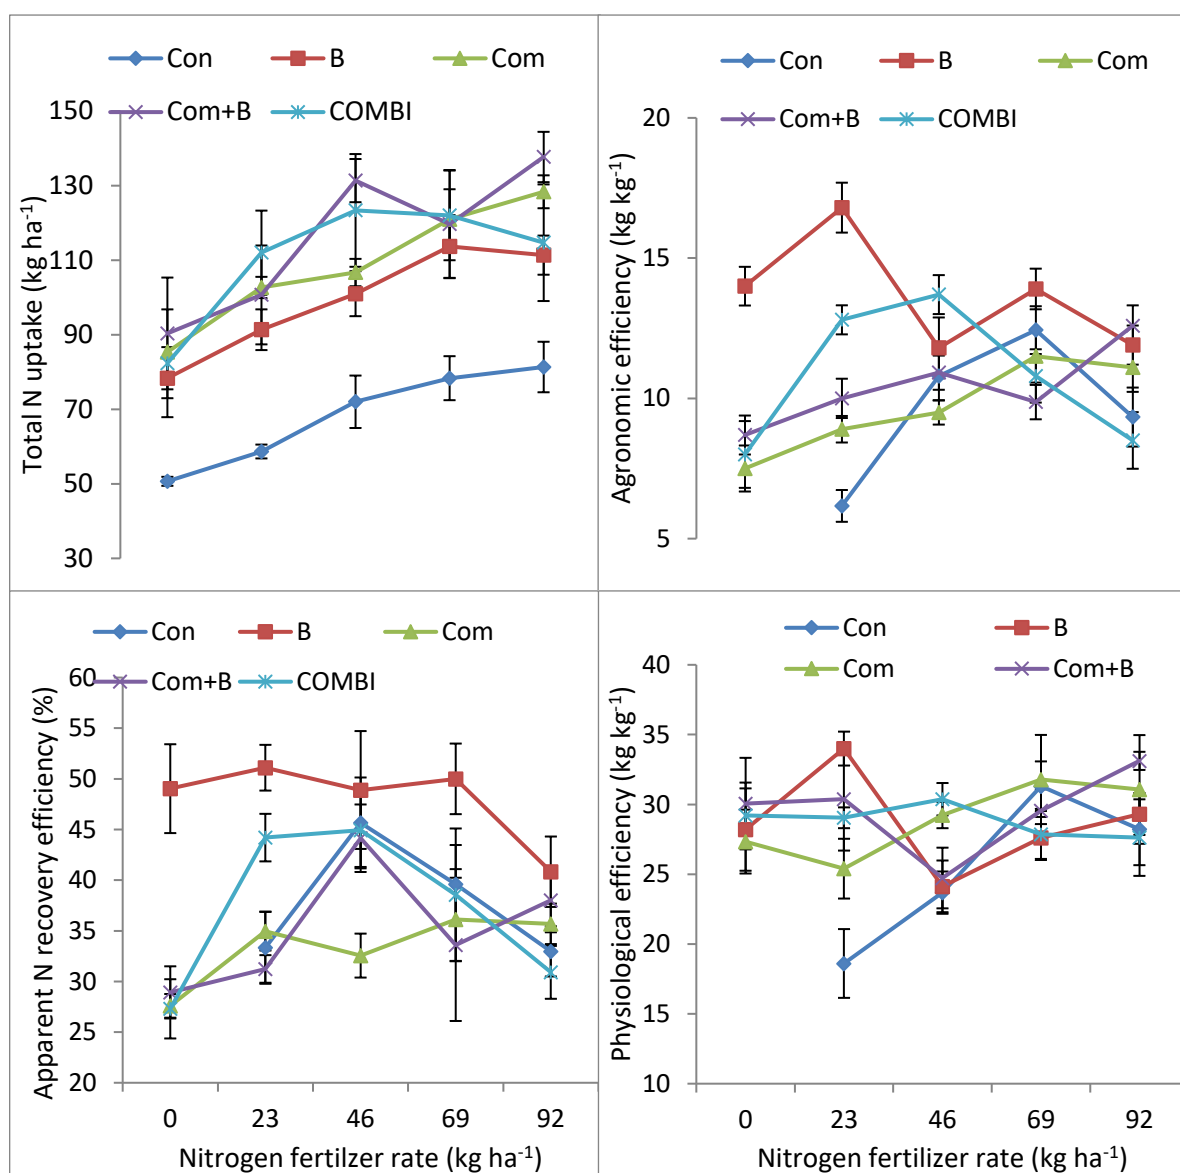 Con B Com
Com+B COMBI
Total N uptake (kg ha-1)
150
130
110
90
70
50
30
Con B Com
Com+B COMBI
Agronomic efficiency (kg kg-1)
20
15
10
5
Con B Com
Com+B COMBI
Apparent N recovery efficiency (%)
60
55
50
45
40
35
30
25
20
0 23 46 69 92
Nitrogen fertilzer rate (kg ha-1)
Con B
Com Com+B
Physiological efficiency (kg kg-1)
40
35
30
25
20
15
10
0 23 46 69 92
Nitrogen fertilizer rate (kg ha-1)